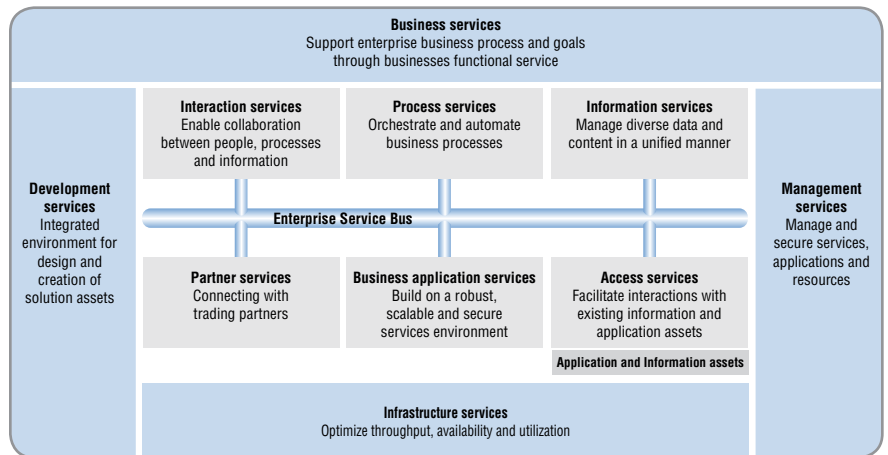 Business services
Support enterprise business process and goals
through businesses functional service
Interaction services
Enable collaboration
between people, processes
and information
Process services
Orchestrate and automate
business processes
Information services
Manage diverse data and
content in a unified manner
Development
services
Integrated
environment for
design and
creation of
solution assets
Enterprise Service Bus
Management
services
Manage and
secure services,
applications and
resources
Partner services
Connecting with
trading partners
Business application services
Build on a robust,
scalable and secure
services environment
Access services
Facilitate interactions with
existing information and
application assets
Application and Information assets
Infrastructure services
Optimize throughput, availability and utilization